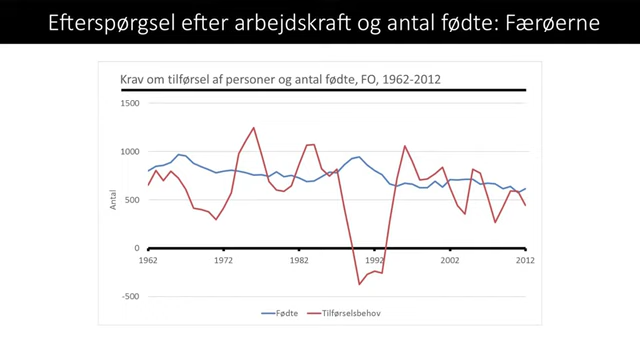 Efterspørgsel efter arbejdskraft og antal fødte: Færøerne
Krav om tilførsel af personer og antal fødte, FO, 1962-2012
1500
1000
500
0
-500
Antal
1962 1972 1982 1992 2002 2012
Fødte Tilførselsbehov